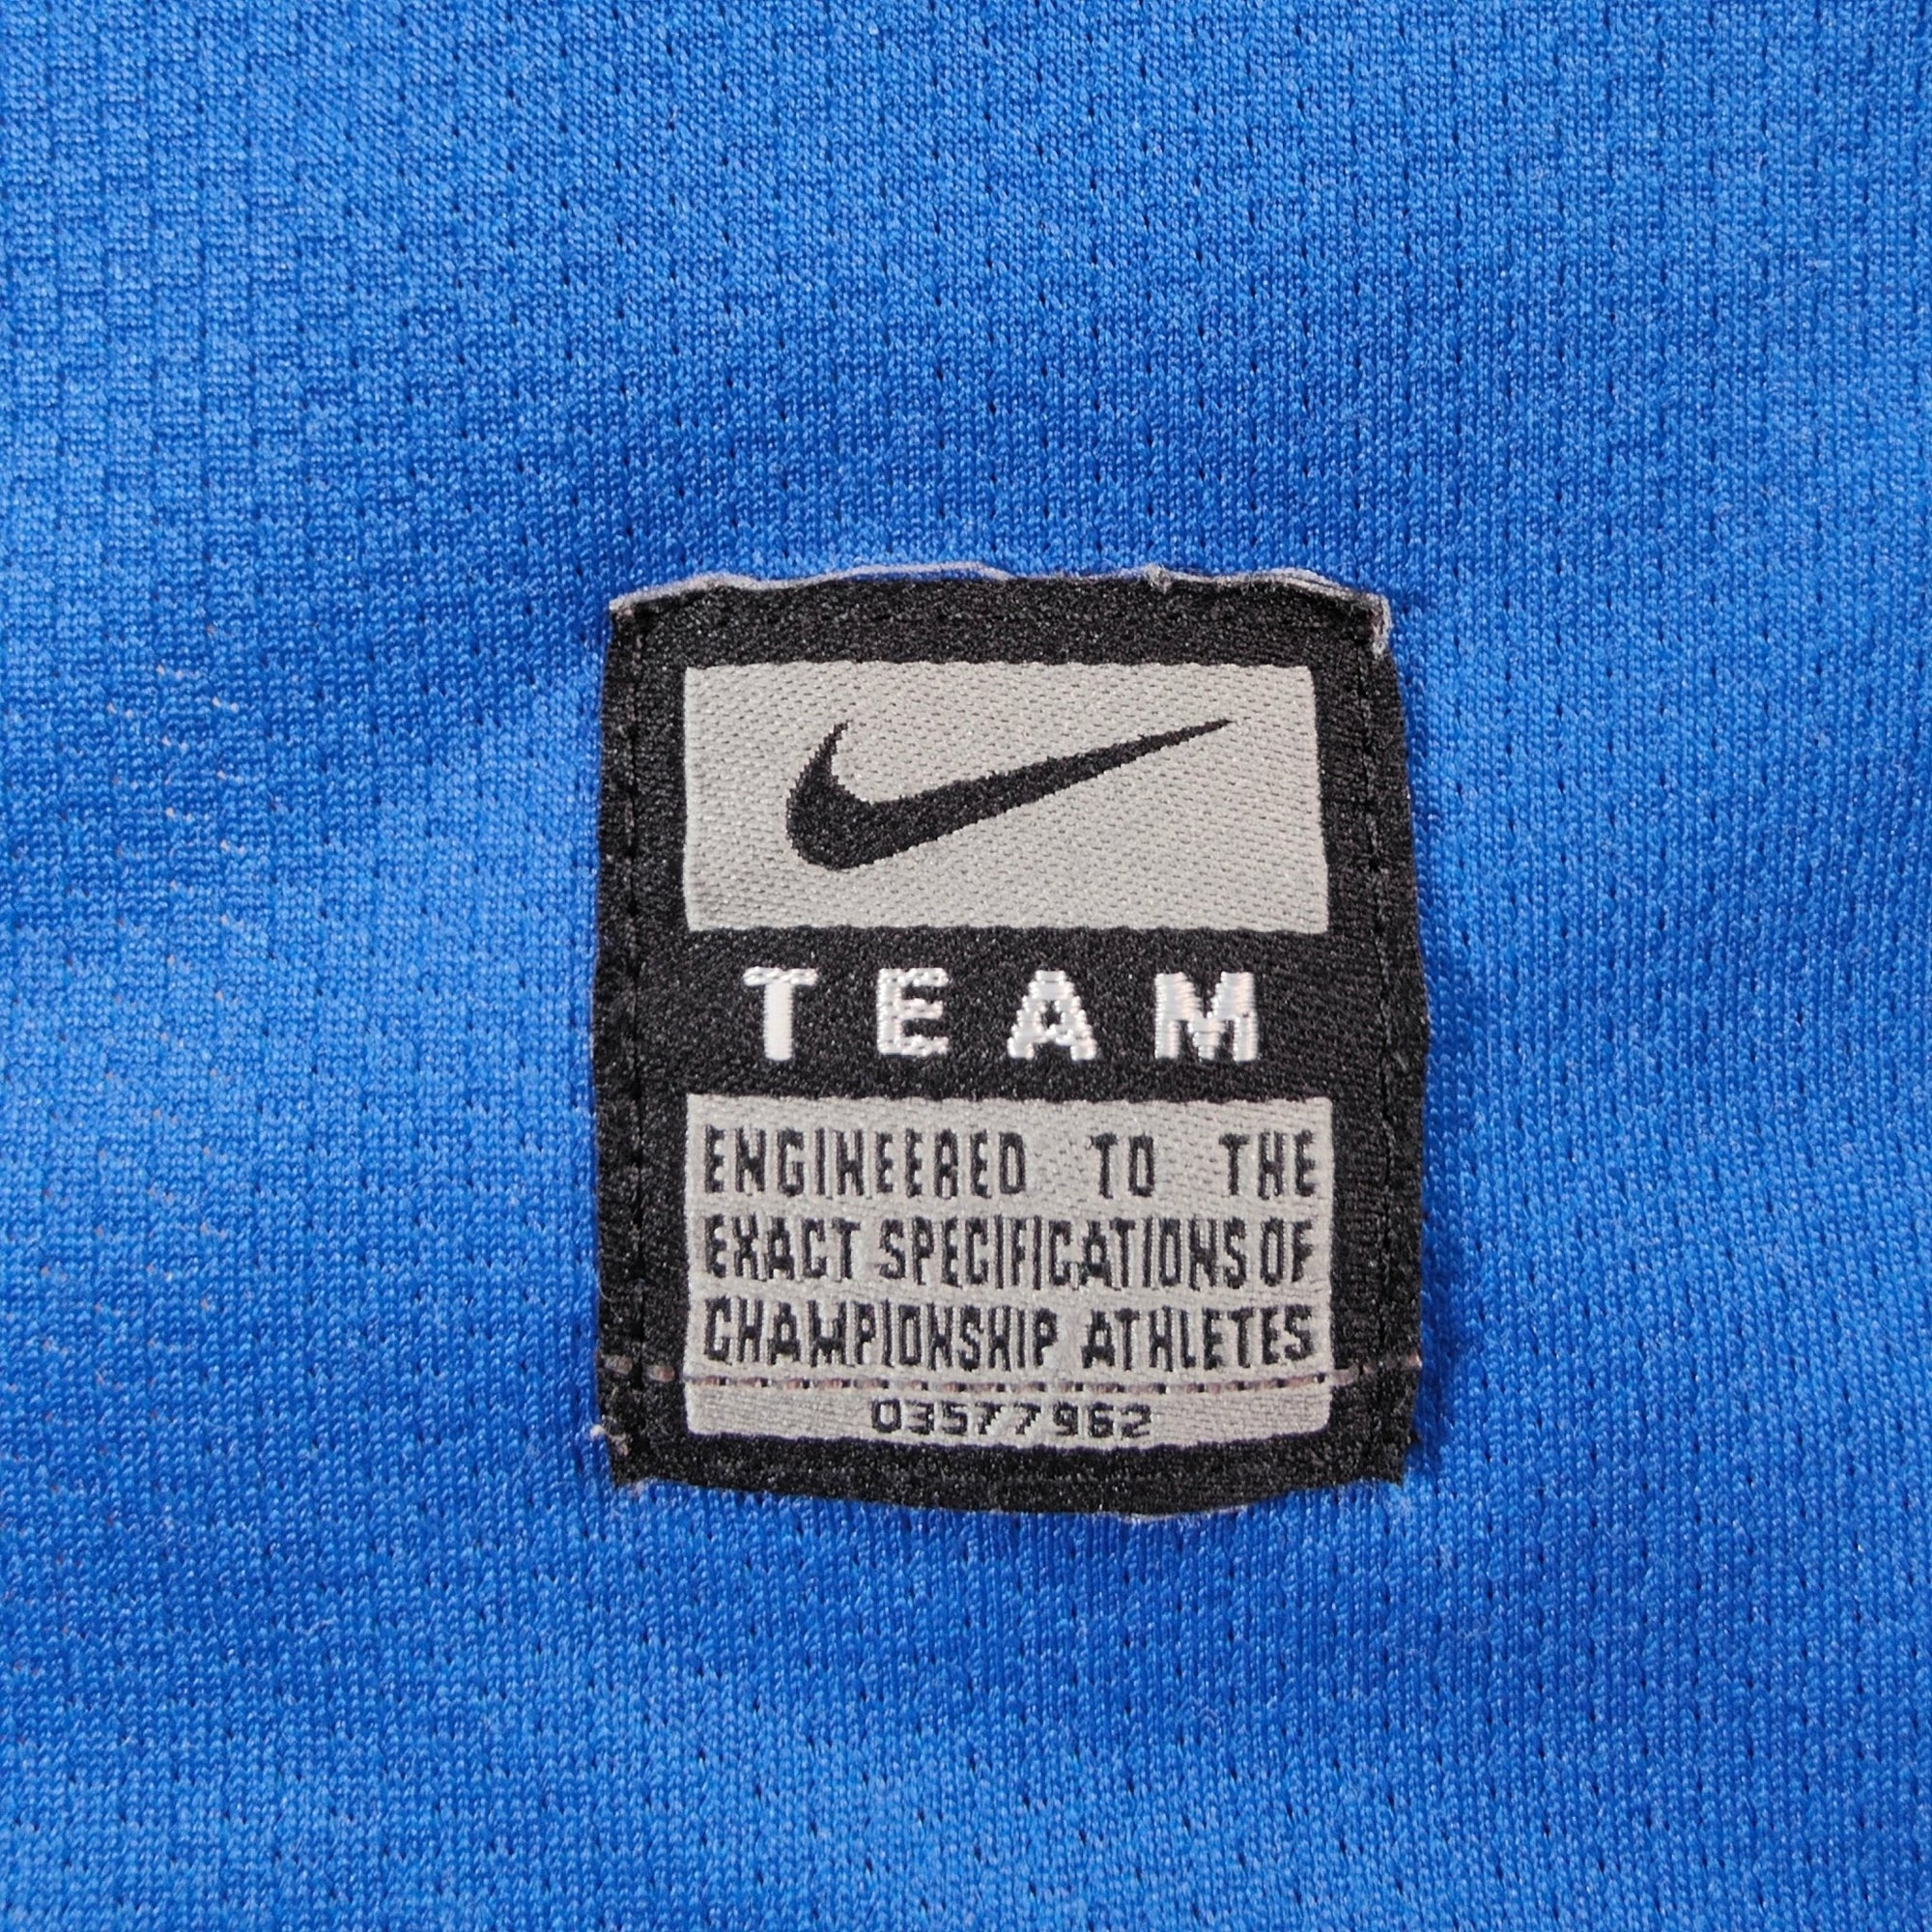 TEAM
ENGINEERED TO THE
EXACT SPECIFICATIONS OF
CHAMPIONSHIP ATHLETES
03577962